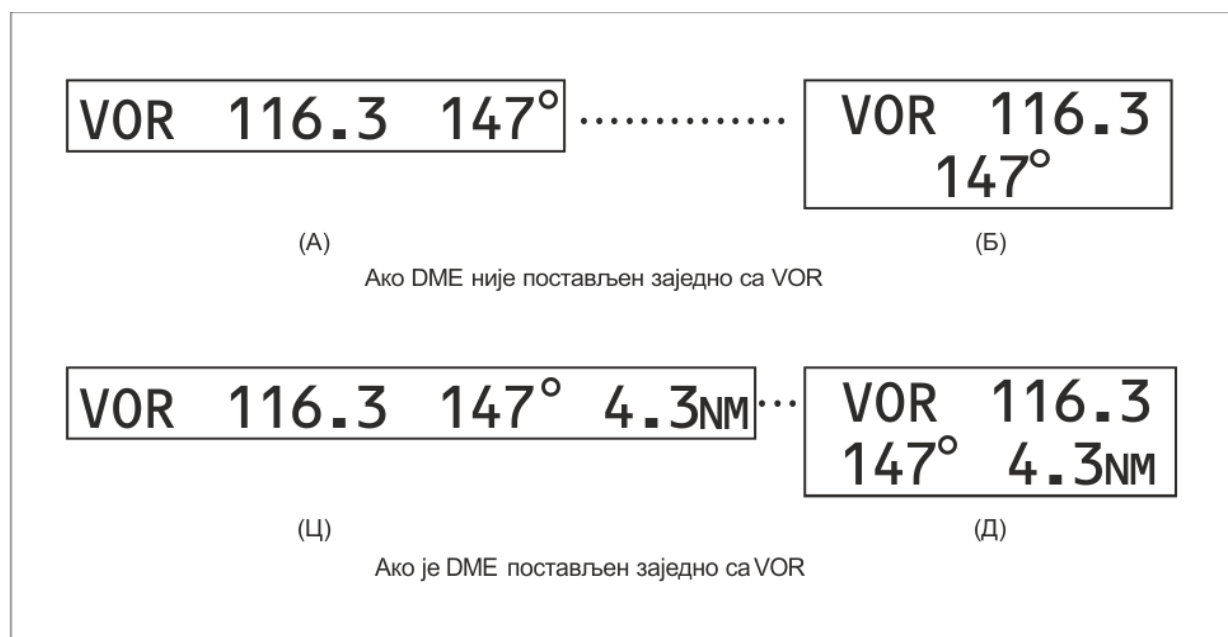 VOR 116.3 147°
VOR 116.3
147°
(А)
(Б)
Ако DME није постављен заједно са VOR
VOR 116.3 147° 4.3NM
VOR 116.3
147° 4.3NM
(Ц)
(Д)
Ако је DME постављен заједно са VOR